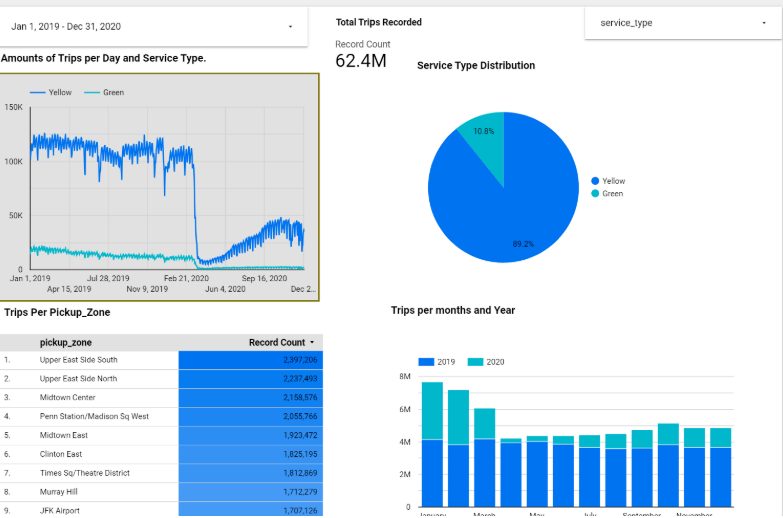 Jan 1, 2019 - Dec 31, 2020
Total Trips Recorded
service_type
Record Count
62.4M
Amounts of Trips per Day and Service Type.
Service Type Distribution
Yellow
Green
150K
100K
50K
0
Jan 1, 2019
Jul 28, 2019
Feb 21, 2020
Sep 16, 2020
Apr 15, 2019
Nov 9, 2019
Jun 4, 2020
Dec 2...
10.8%
89.2%
Yellow
Green
Trips Per Pickup_Zone
pickup_zone Record Count
1. Upper East Side South 2,397,206
2. Upper East Side North 2,237,493
3. Midtown Center 2,158,576
4. Penn Station/Madison Sq West 2,055,766
5. Midtown East 1,923,472
6. Clinton East 1,825,195
7. Times Sq/Theatre District 1,812,869
8. Murray Hill 1,712,279
9. JFK Airport 1,707,126
Trips per months and Year
2019
2020
8M
6M
4M
2M
0
January
March
May
July
September
November